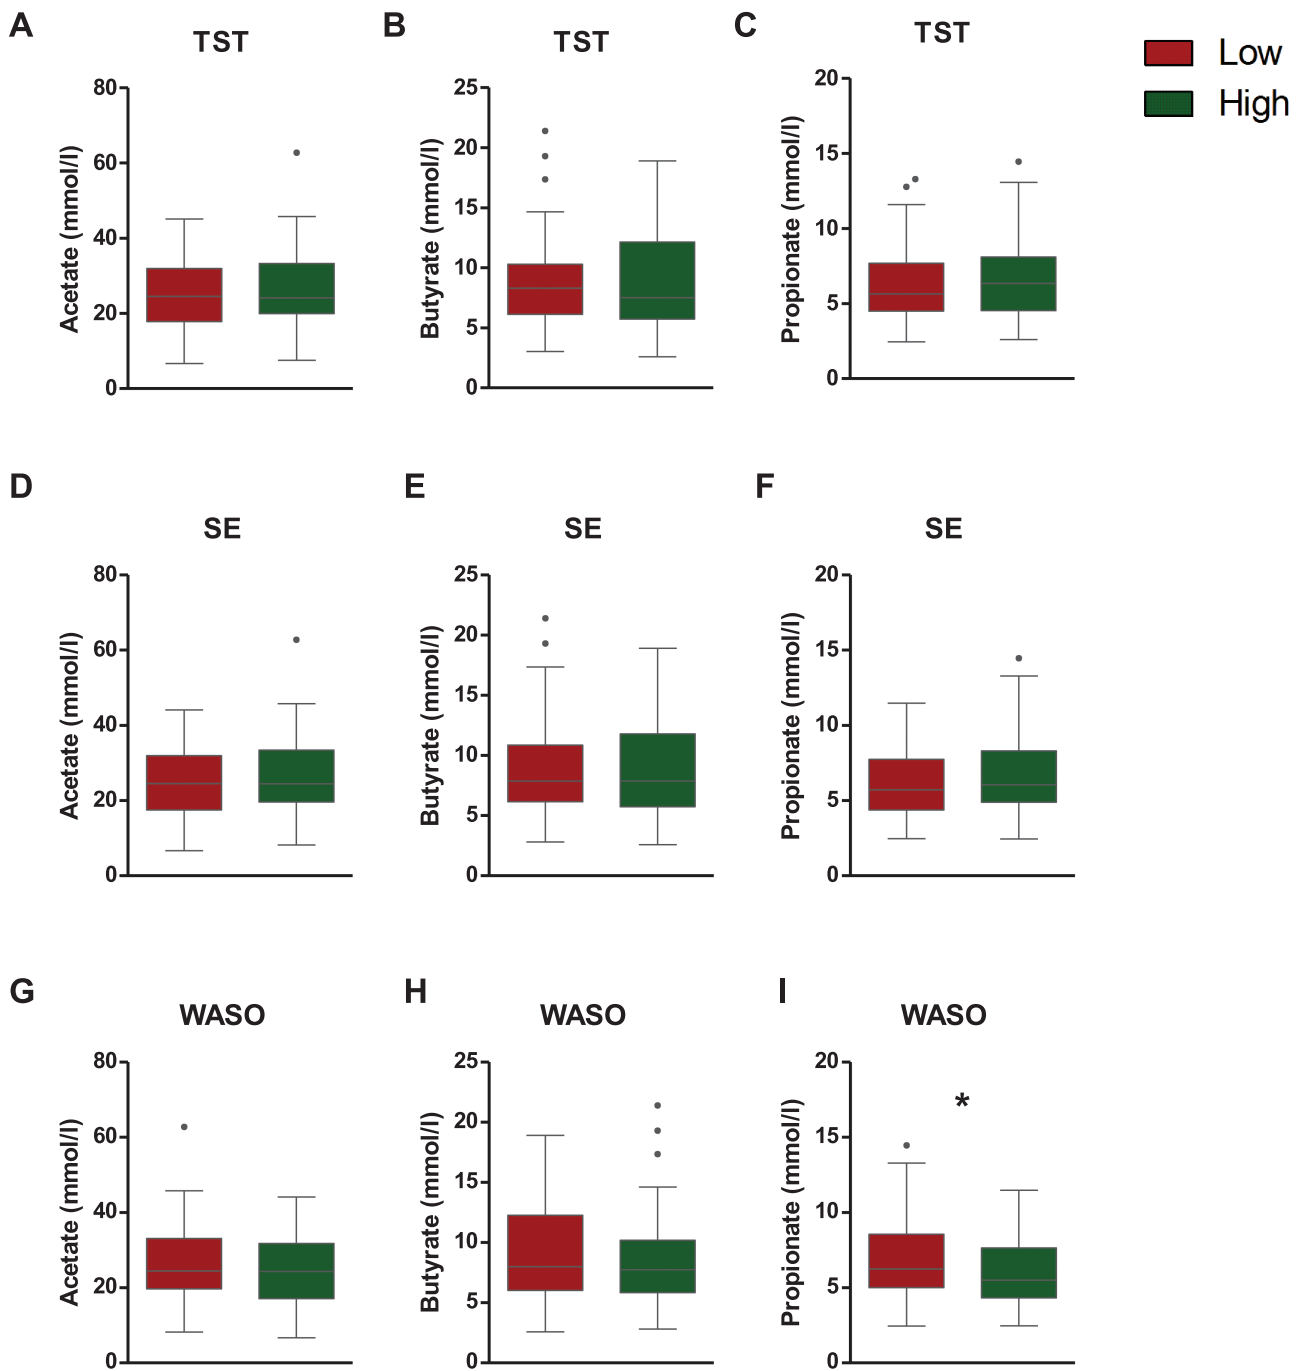 A
TST
Acetate (mmol/l)
80
60
40
20
0
B
TST
Butyrate (mmol/l)
25
20
15
10
5
0
C
TST
Propionate (mmol/l)
20
15
10
5
0
Low
High
D
SE
Acetate (mmol/l)
80
60
40
20
0
E
SE
Butyrate (mmol/l)
25
20
15
10
5
0
F
SE
Propionate (mmol/l)
20
15
10
5
0
G
WASO
Acetate (mmol/l)
80
60
40
20
0
H
WASO
Butyrate (mmol/l)
25
20
15
10
5
0
I
WASO
Propionate (mmol/l)
20
15
10
5
0
*